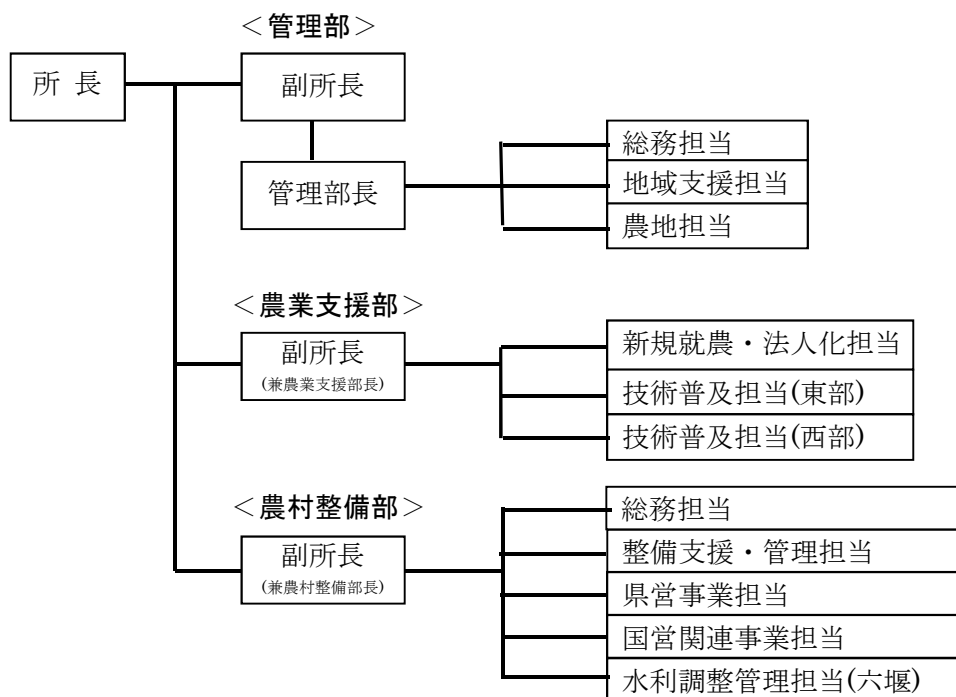 ＜管理部＞
所 長
副所長
管理部長
総務担当
地域支援担当
農地担当
＜農業支援部＞
副所長
(兼農業支援部長)
新規就農・法人化担当
技術普及担当(東部)
技術普及担当(西部)
＜農村整備部＞
副所長
(兼農村整備部長)
総務担当
整備支援・管理担当
県営事業担当
国営関連事業担当
水利調整管理担当(六堰)